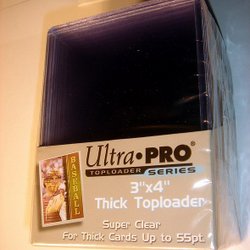 Ultra•PRO
TOPLOADER SERIES
3"x4"
Thick Toploader
Super Clear
For Thick Cards Up to 55pt.
BASEBALL